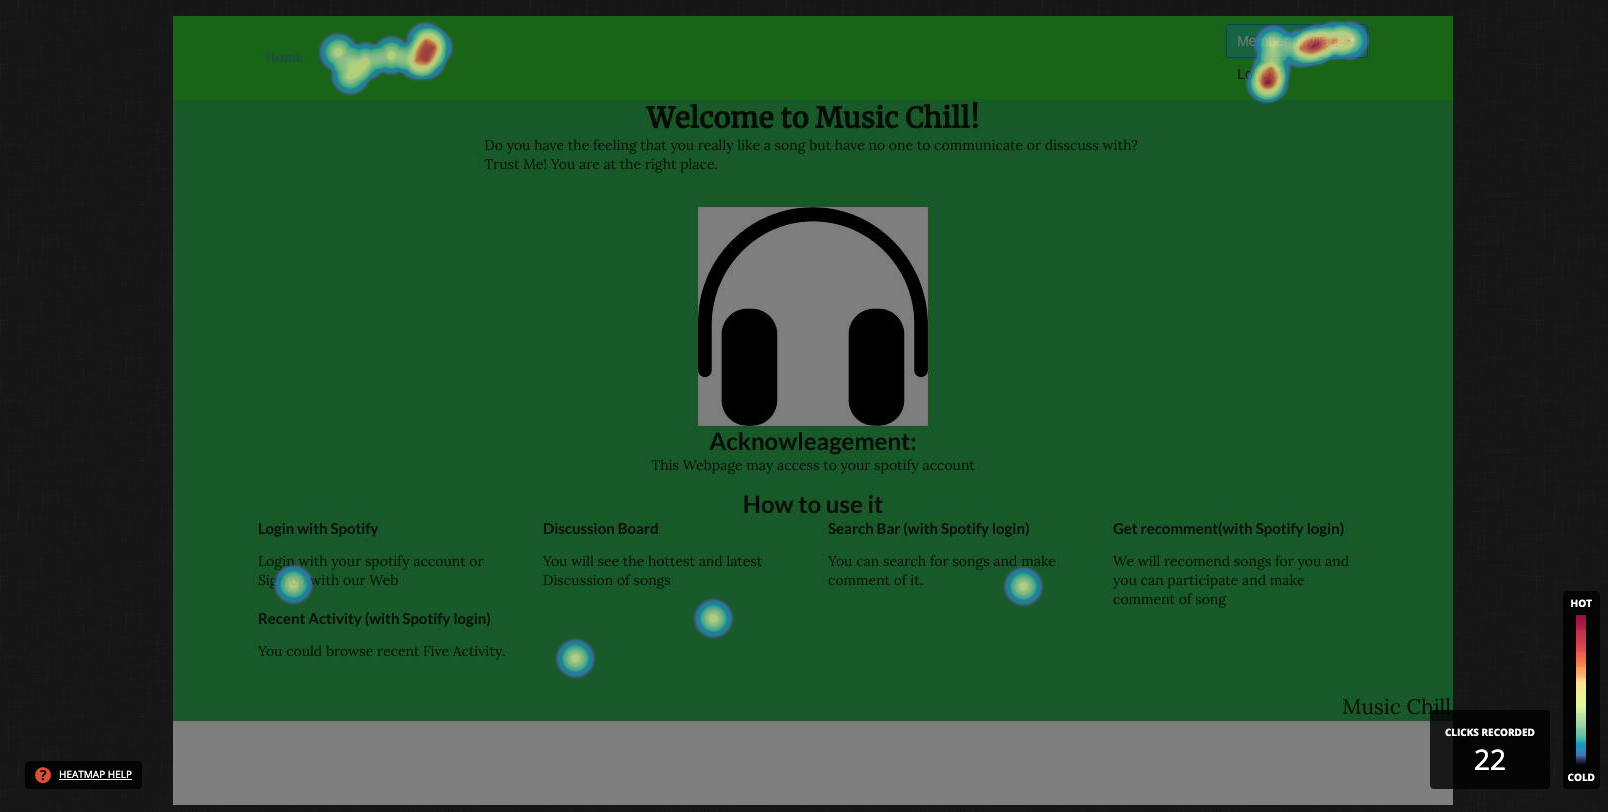 Home
Welcome to Music Chill!
Do you have the feeling that you really like a song but have no one to communicate or disscuss with?
Trust Me! You are at the right place.
Acknowleagement:
This Webpage may access to your spotify account
How to use it
Login with Spotify
Login with your spotify account or
with our Web
Discussion Board
You will see the hottest and latest
Discussion of songs
Search Bar (with Spotify login)
You can search for songs and make
comment of it.
Get recomment(with Spotify login)
We will recomend songs for you and
you can participate and make
comment of song
Recent Activity (with Spotify login)
You could browse recent Five Activity.
Music Chill
CLICKS RECORDED
22
HOT
COLD
? HEATMAP HELP